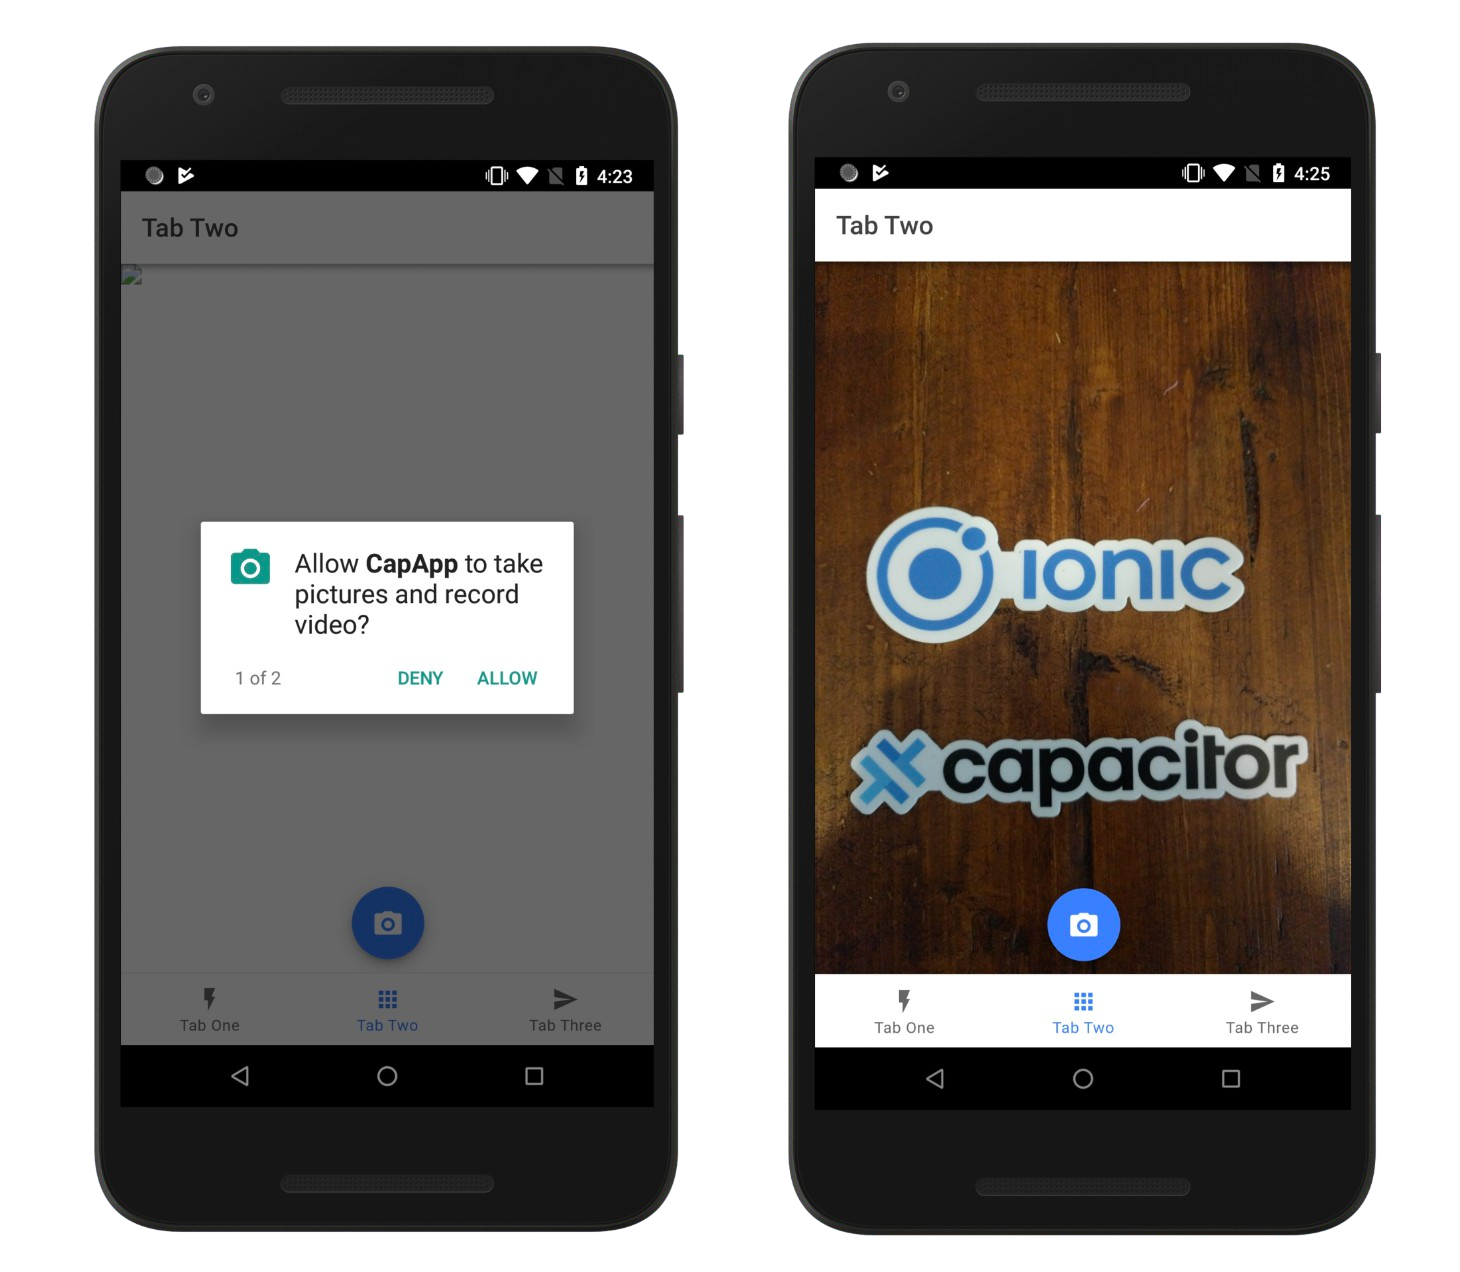 4:23
Tab Two
Allow CapApp to take
pictures and record
video?
1 of 2 DENY ALLOW
Tab One Tab Two Tab Three
4:25
Tab Two
ionic
capacitor
Tab One Tab Two Tab Three